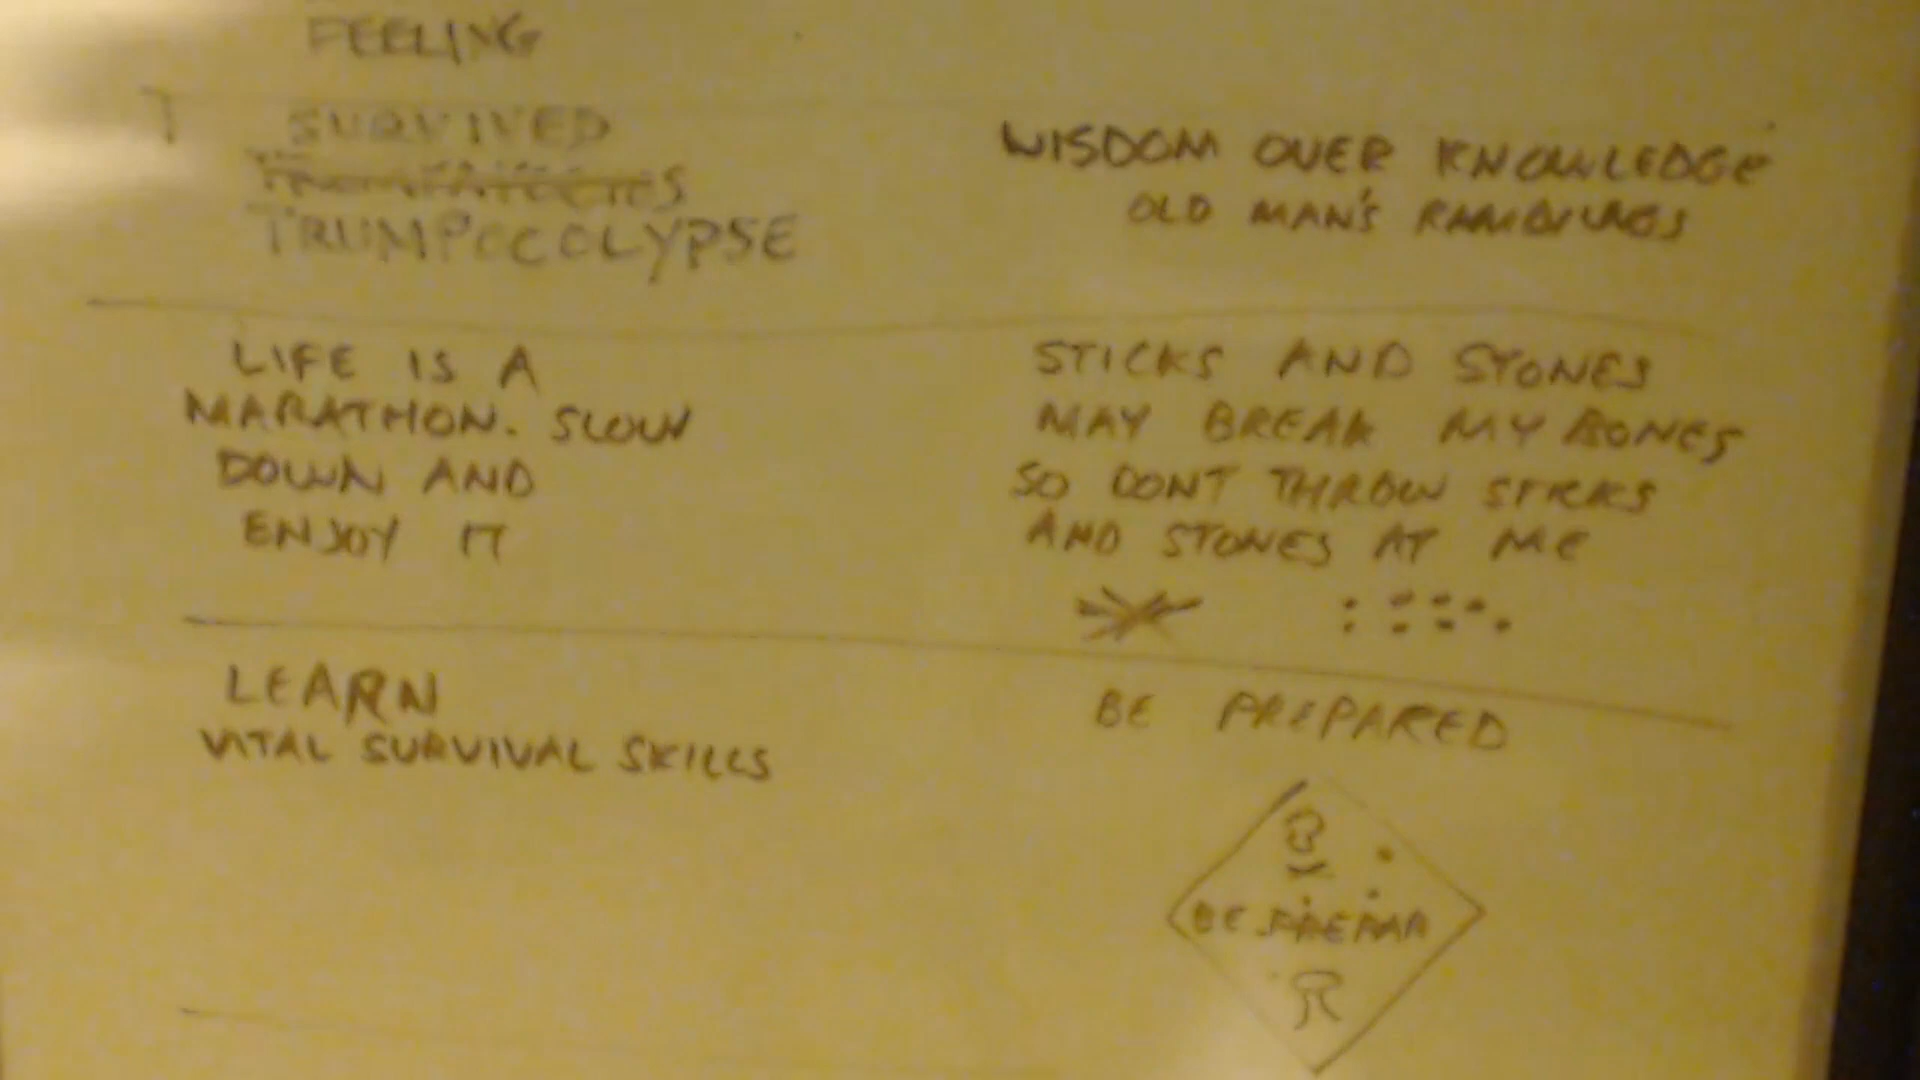 FEELING
I SURVIVED
TRUMPOCOLYPSE
WISDOM OVER KNOWLEDGE
OLD MAN'S RAMBLINGS
LIFE IS A
MARATHON. SLOW
DOWN AND
ENJOY IT
STICKS AND STONES
MAY BREAK MY BONES
SO DONT THROW STICKS
AND STONES AT ME
LEARN
VITAL SURVIVAL SKILLS
BE PREPARED
BE